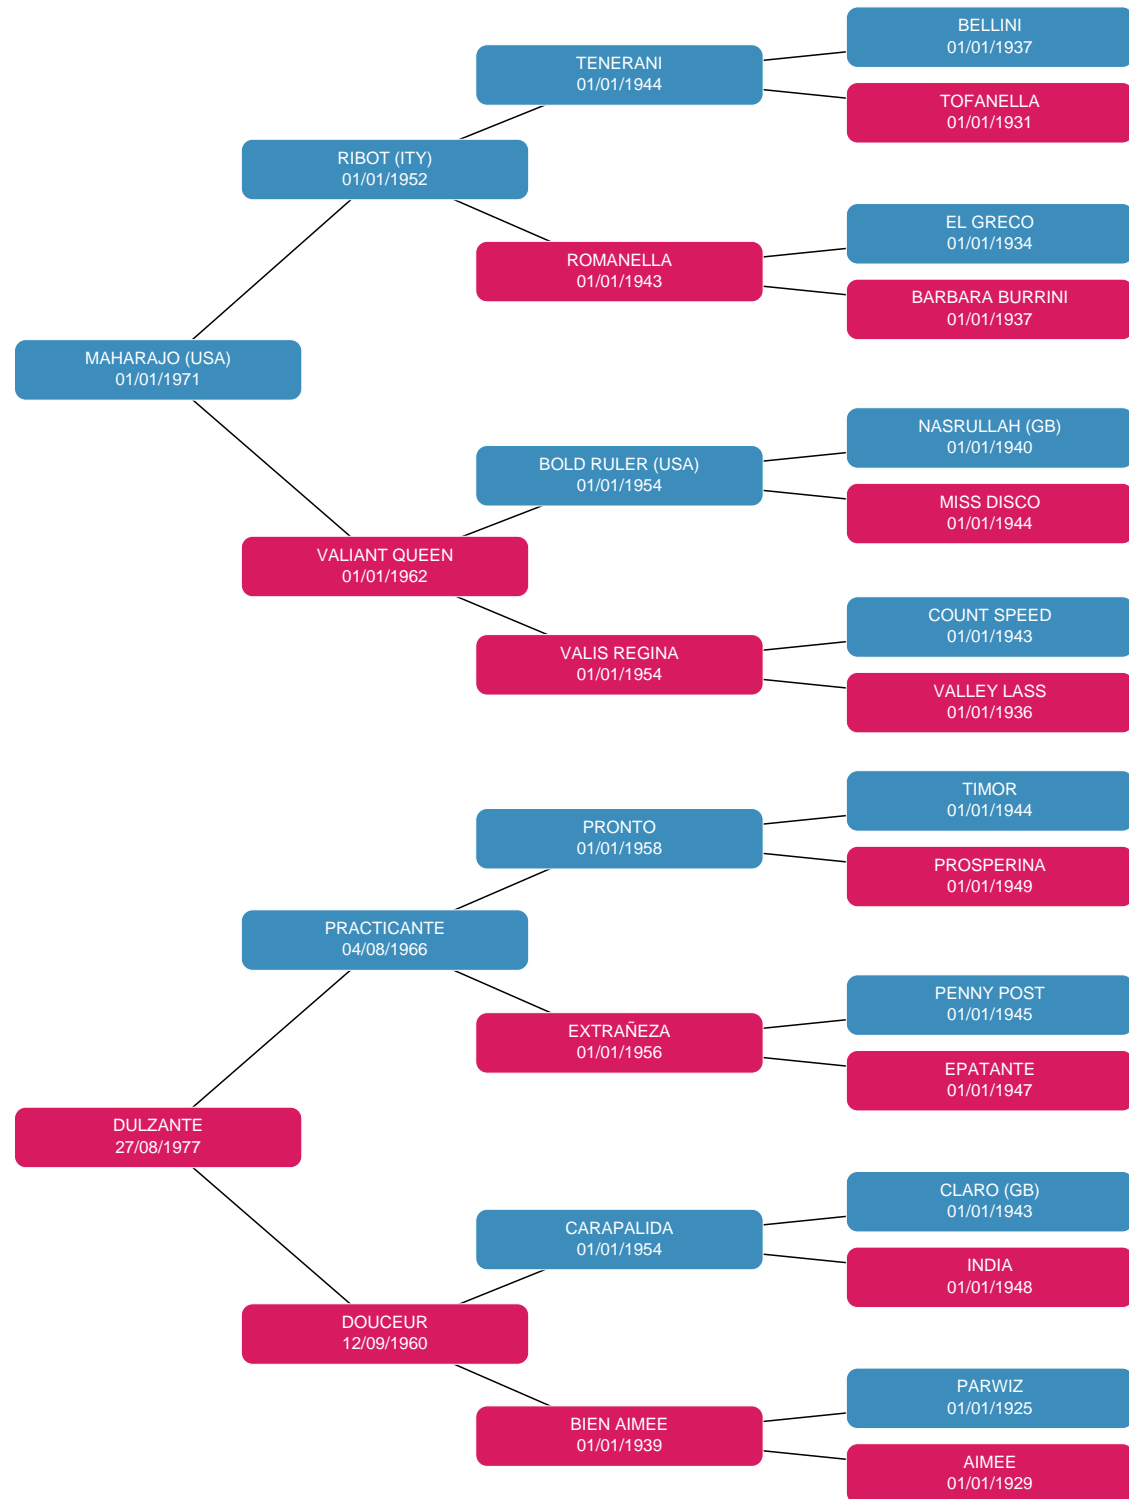 BELLINI
01/01/1937
TENERANI
01/01/1944
TOFANELLA
01/01/1931
RIBOT (ITY)
01/01/1952
EL GRECO
01/01/1934
ROMANELLA
01/01/1943
BARBARA BURRINI
01/01/1937
MAHARAJO (USA)
01/01/1971
NASRULLAH (GB)
01/01/1940
BOLD RULER (USA)
01/01/1954
MISS DISCO
01/01/1944
VALIANT QUEEN
01/01/1962
COUNT SPEED
01/01/1943
VALIS REGINA
01/01/1954
VALLEY LASS
01/01/1936
TIMOR
01/01/1944
PRONTO
01/01/1958
PROSPERINA
01/01/1949
PRACTICANTE
04/08/1966
PENNY POST
01/01/1945
EXTRAÑEZA
01/01/1956
EPATANTE
01/01/1947
DULZANTE
27/08/1977
CLARO (GB)
01/01/1943
CARAPALIDA
01/01/1954
INDIA
01/01/1948
DOUCEUR
12/09/1960
PARWIZ
01/01/1925
BIEN AIMEE
01/01/1939
AIMEE
01/01/1929